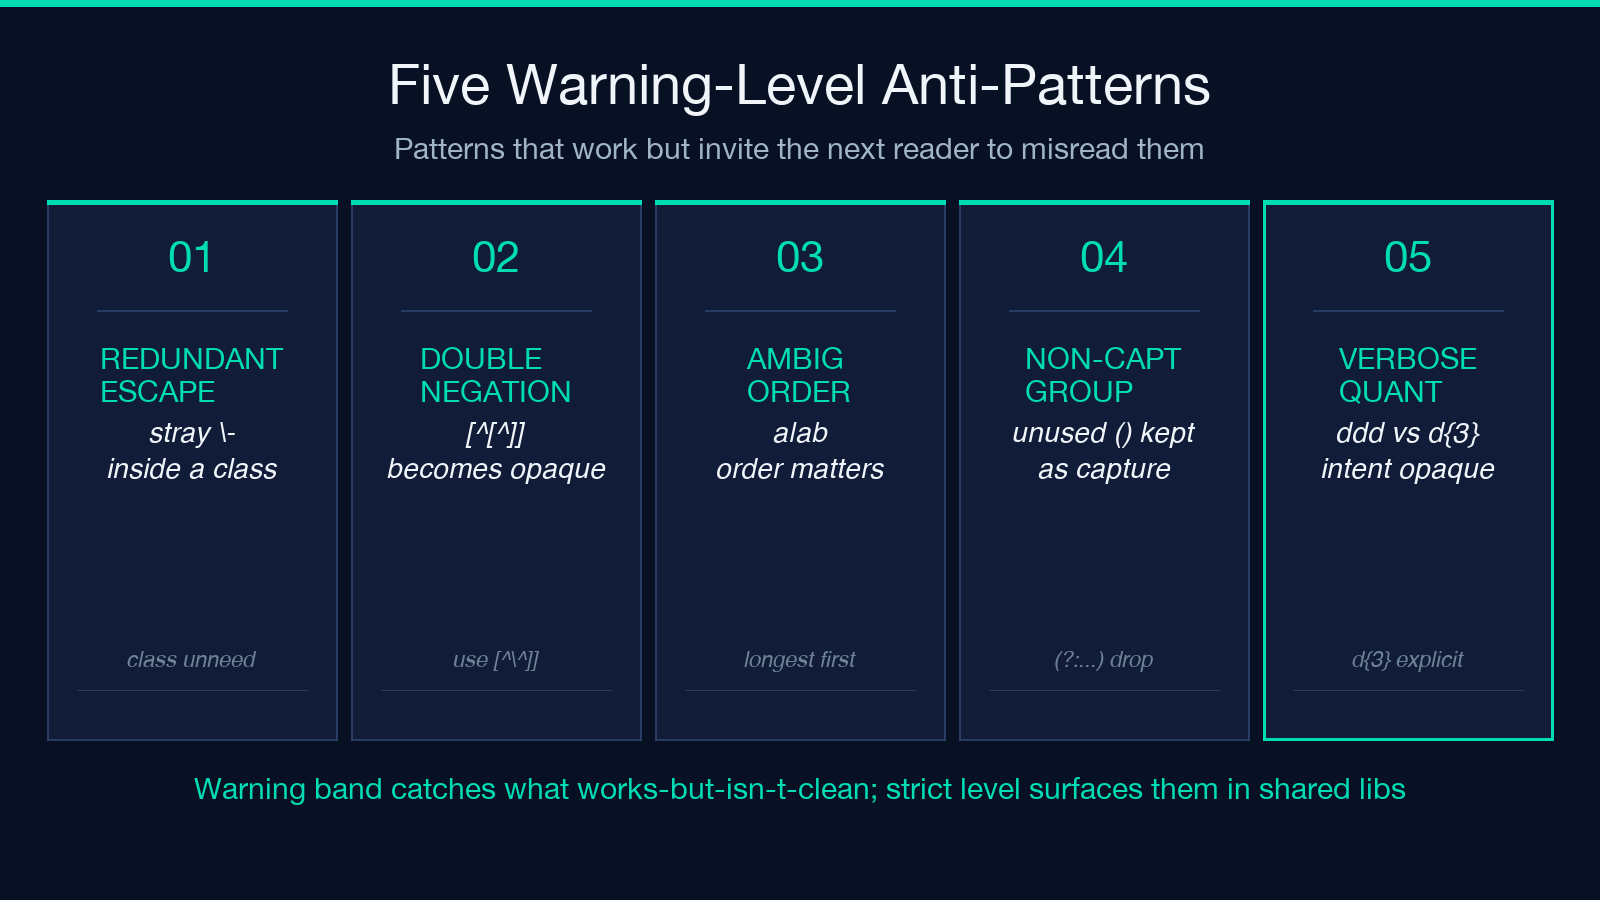 Five Warning-Level Anti-Patterns
Patterns that work but invite the next reader to misread them
01
REDUNDANT
ESCAPE
stray \-
inside a class
class unneed
02
DOUBLE
NEGATION
[^[^]]
becomes opaque
use [^\^]]
03
AMBIG
ORDER
alab
order matters
longest first
04
NON-CAPT
GROUP
unused () kept
as capture
(?:...) drop
05
VERBOSE
QUANT
ddd vs d{3}
intent opaque
d{3} explicit
Warning band catches what works-but-isn-t-clean; strict level surfaces them in shared libs